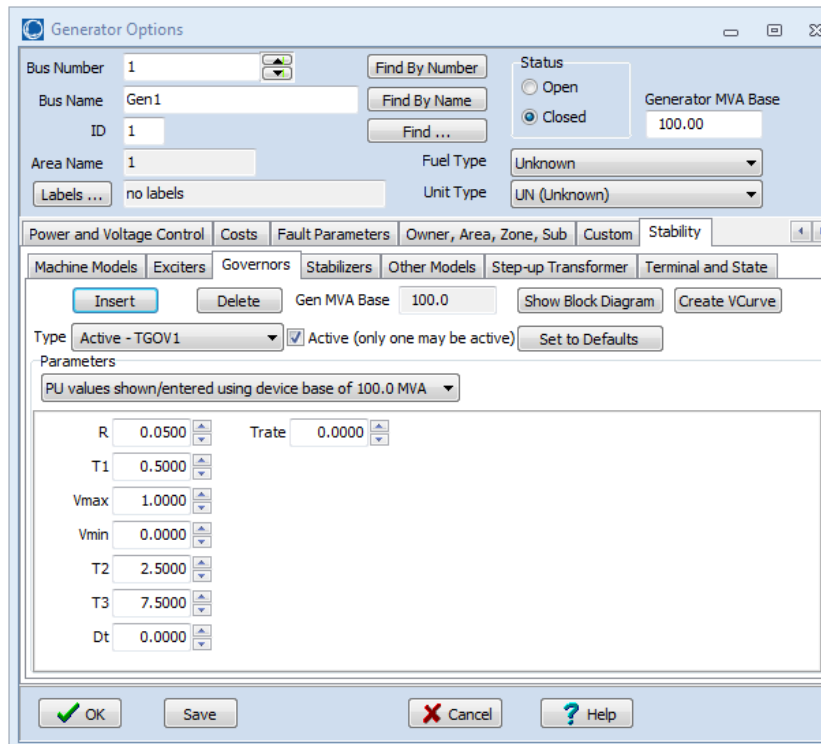 Generator Options
Bus Number 1 Find By Number Status
Open
Bus Name Gen1 Find By Name Generator MVA Base
Closed 100.00
ID 1 Find ...
Area Name 1 Fuel Type Unknown
Labels ... no labels Unit Type UN (Unknown)
Power and Voltage Control Costs Fault Parameters Owner, Area, Zone, Sub Custom Stability
Machine Models Exciters Governors Stabilizers Other Models Step-up Transformer Terminal and State
Insert Delete Gen MVA Base 100.0 Show Block Diagram Create VCurve
Type Active - TGOV1 Active (only one may be active) Set to Defaults
Parameters
PU values shown/entered using device base of 100.0 MVA
R 0.0500 Trate 0.0000
T1 0.5000
Vmax 1.0000
Vmin 0.0000
T2 2.5000
T3 7.5000
Dt 0.0000
OK Save Cancel ? Help